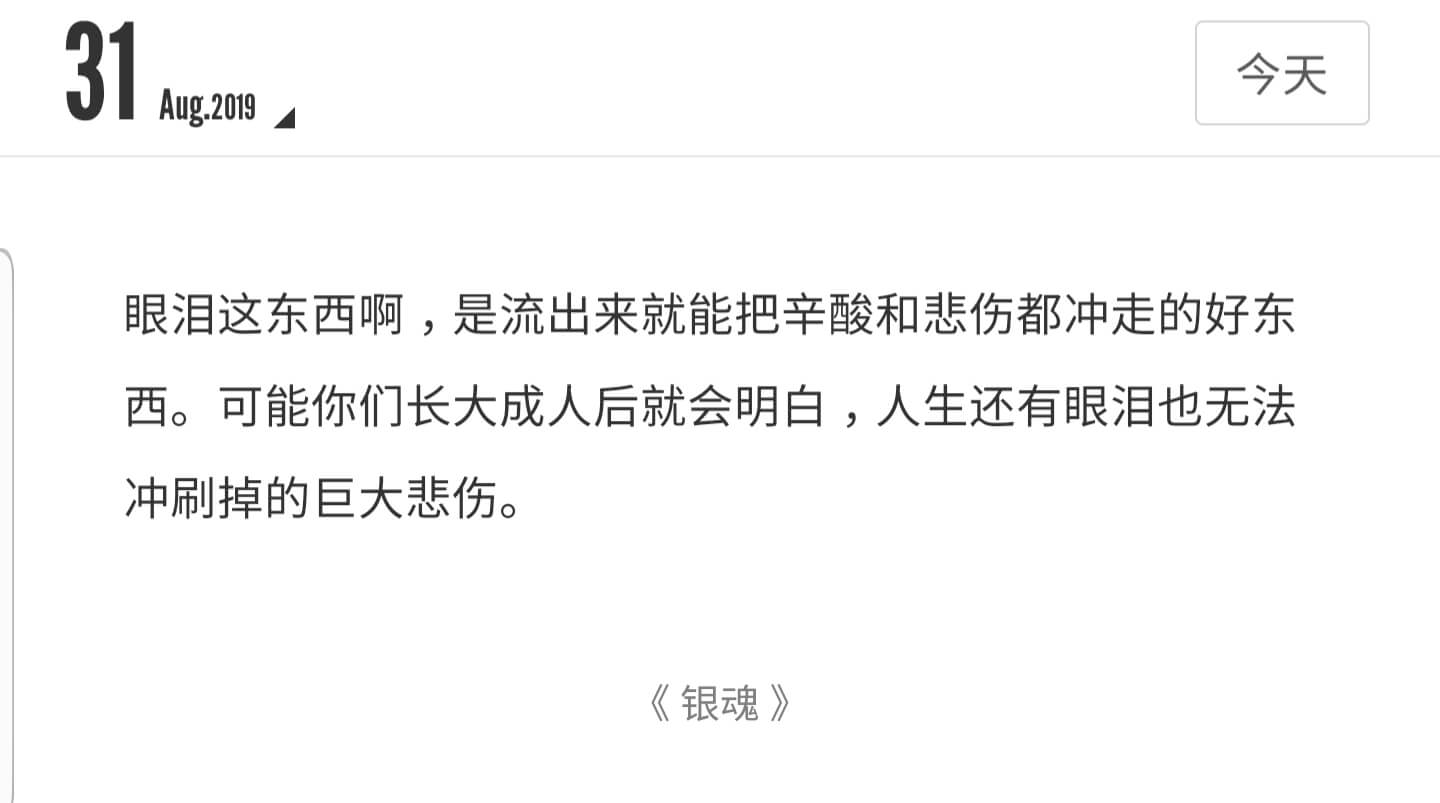 31 Aug.2019
今天
眼泪这东西啊，是流出来就能把辛酸和悲伤都冲走的好东
西。可能你们长大成人后就会明白，人生还有眼泪也无法
冲刷掉的巨大悲伤。
《 银魂 》